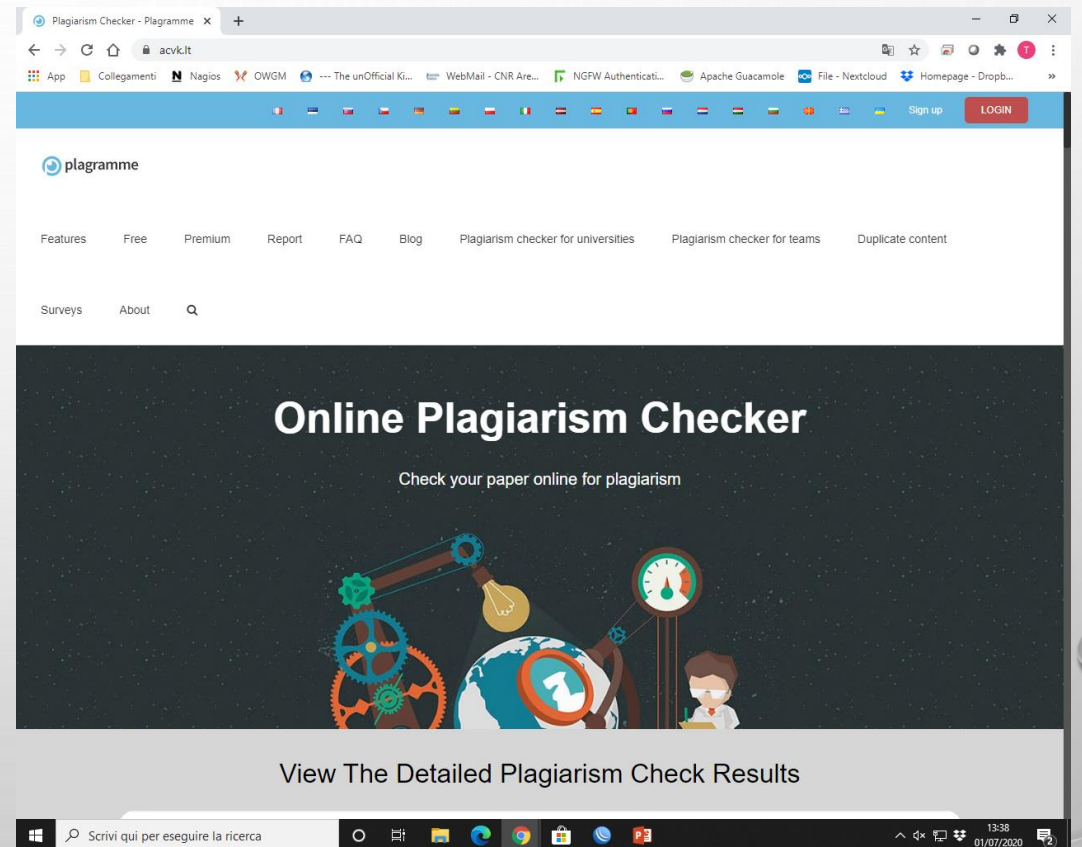 Plagiarism Checker - Plagramme
acvk.lt
App Collegamenti Nagios OWGM --- The unOfficial Ki... WebMail - CNR Are... NGFW Authenticati... Apache Guacamole File - Nextcloud Homepage - Dropb... »
Sign up LOGIN
plagramme
Features Free Premium Report FAQ Blog Plagiarism checker for universities Plagiarism checker for teams Duplicate content
Surveys About
Online Plagiarism Checker
Check your paper online for plagiarism
View The Detailed Plagiarism Check Results
Scrivi qui per eseguire la ricerca
13:38
01/07/2020
2